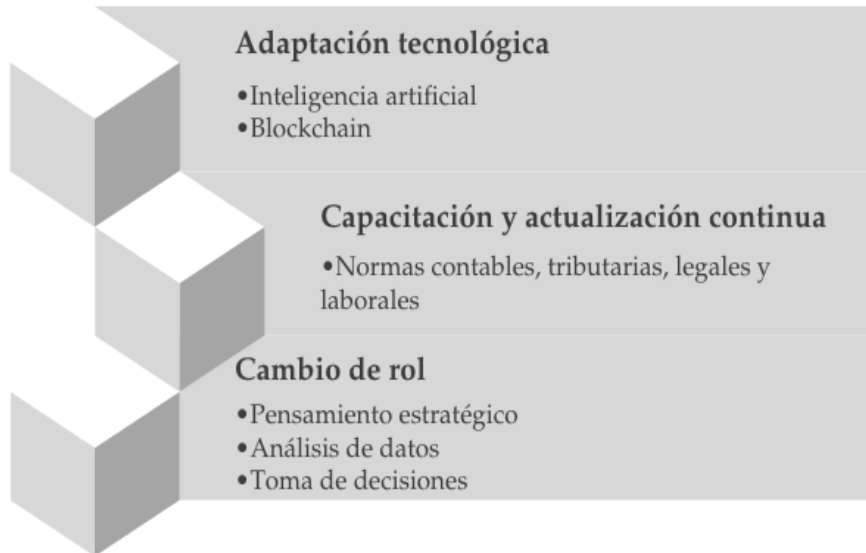 Adaptación tecnológica
•Inteligencia artificial
•Blockchain
Capacitación y actualización continua
•Normas contables, tributarias, legales y
laborales
Cambio de rol
•Pensamiento estratégico
•Análisis de datos
•Toma de decisiones